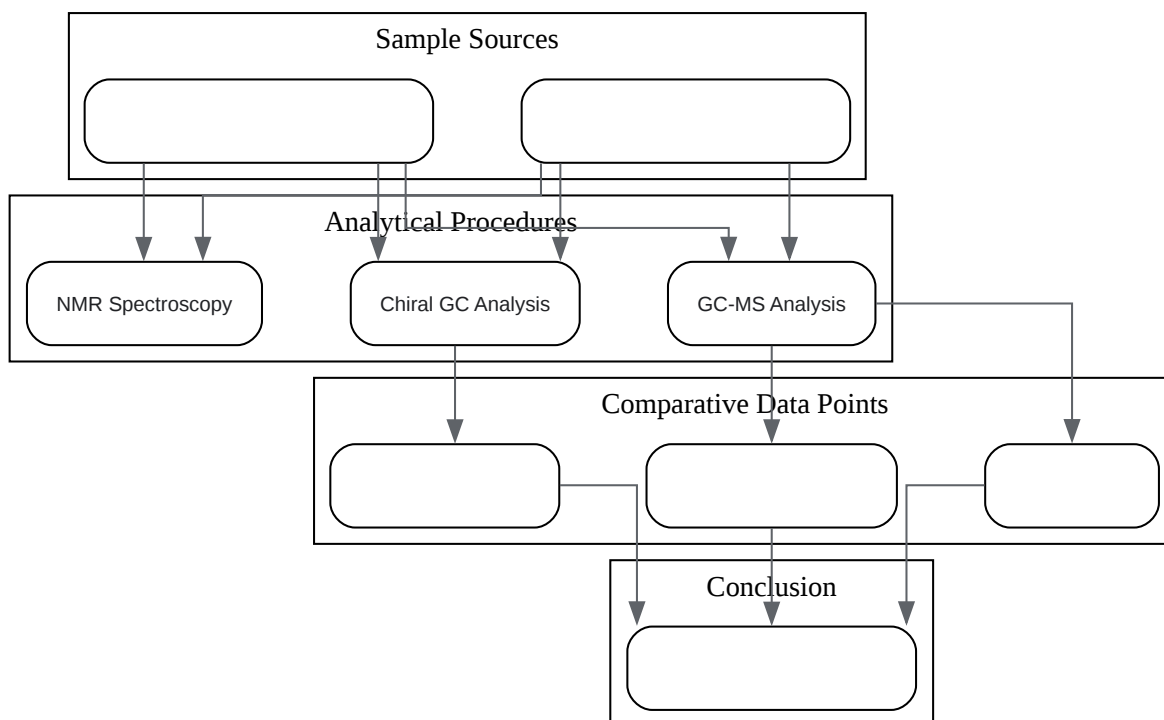 Sample Sources
Analytical Procedures
NMR Spectroscopy
Chiral GC Analysis
GC-MS Analysis
Comparative Data Points
Conclusion